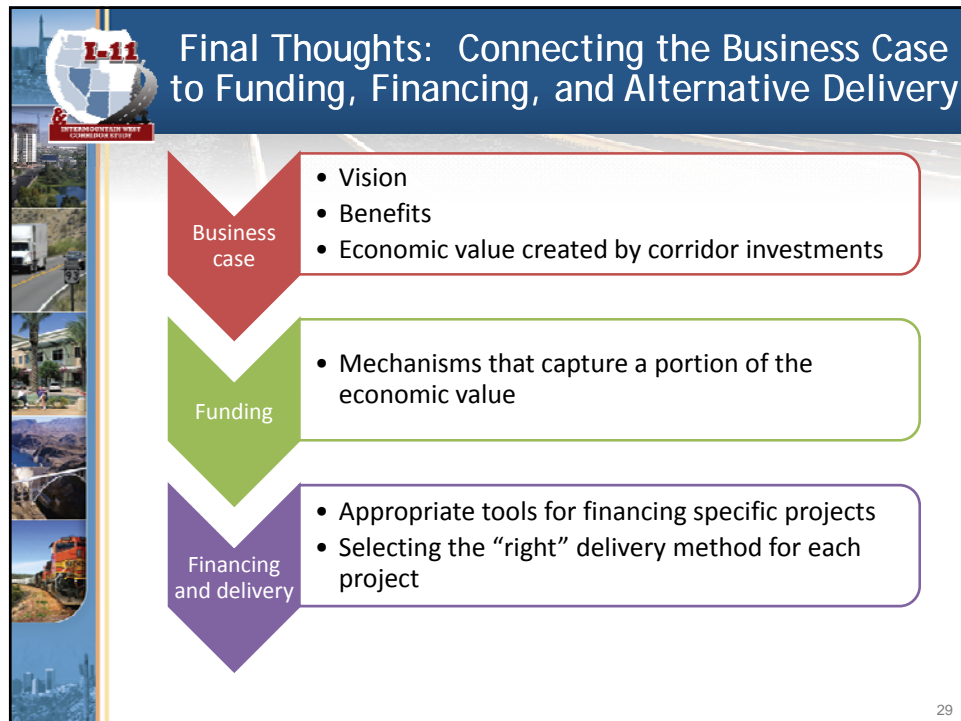 I-11
&
INTERMOUNTAIN WEST
CORRIDOR STUDY
Final Thoughts: Connecting the Business Case
to Funding, Financing, and Alternative Delivery
Business
case
• Vision
• Benefits
• Economic value created by corridor investments
Funding
• Mechanisms that capture a portion of the
economic value
Financing
and delivery
• Appropriate tools for financing specific projects
• Selecting the “right” delivery method for each
project
29